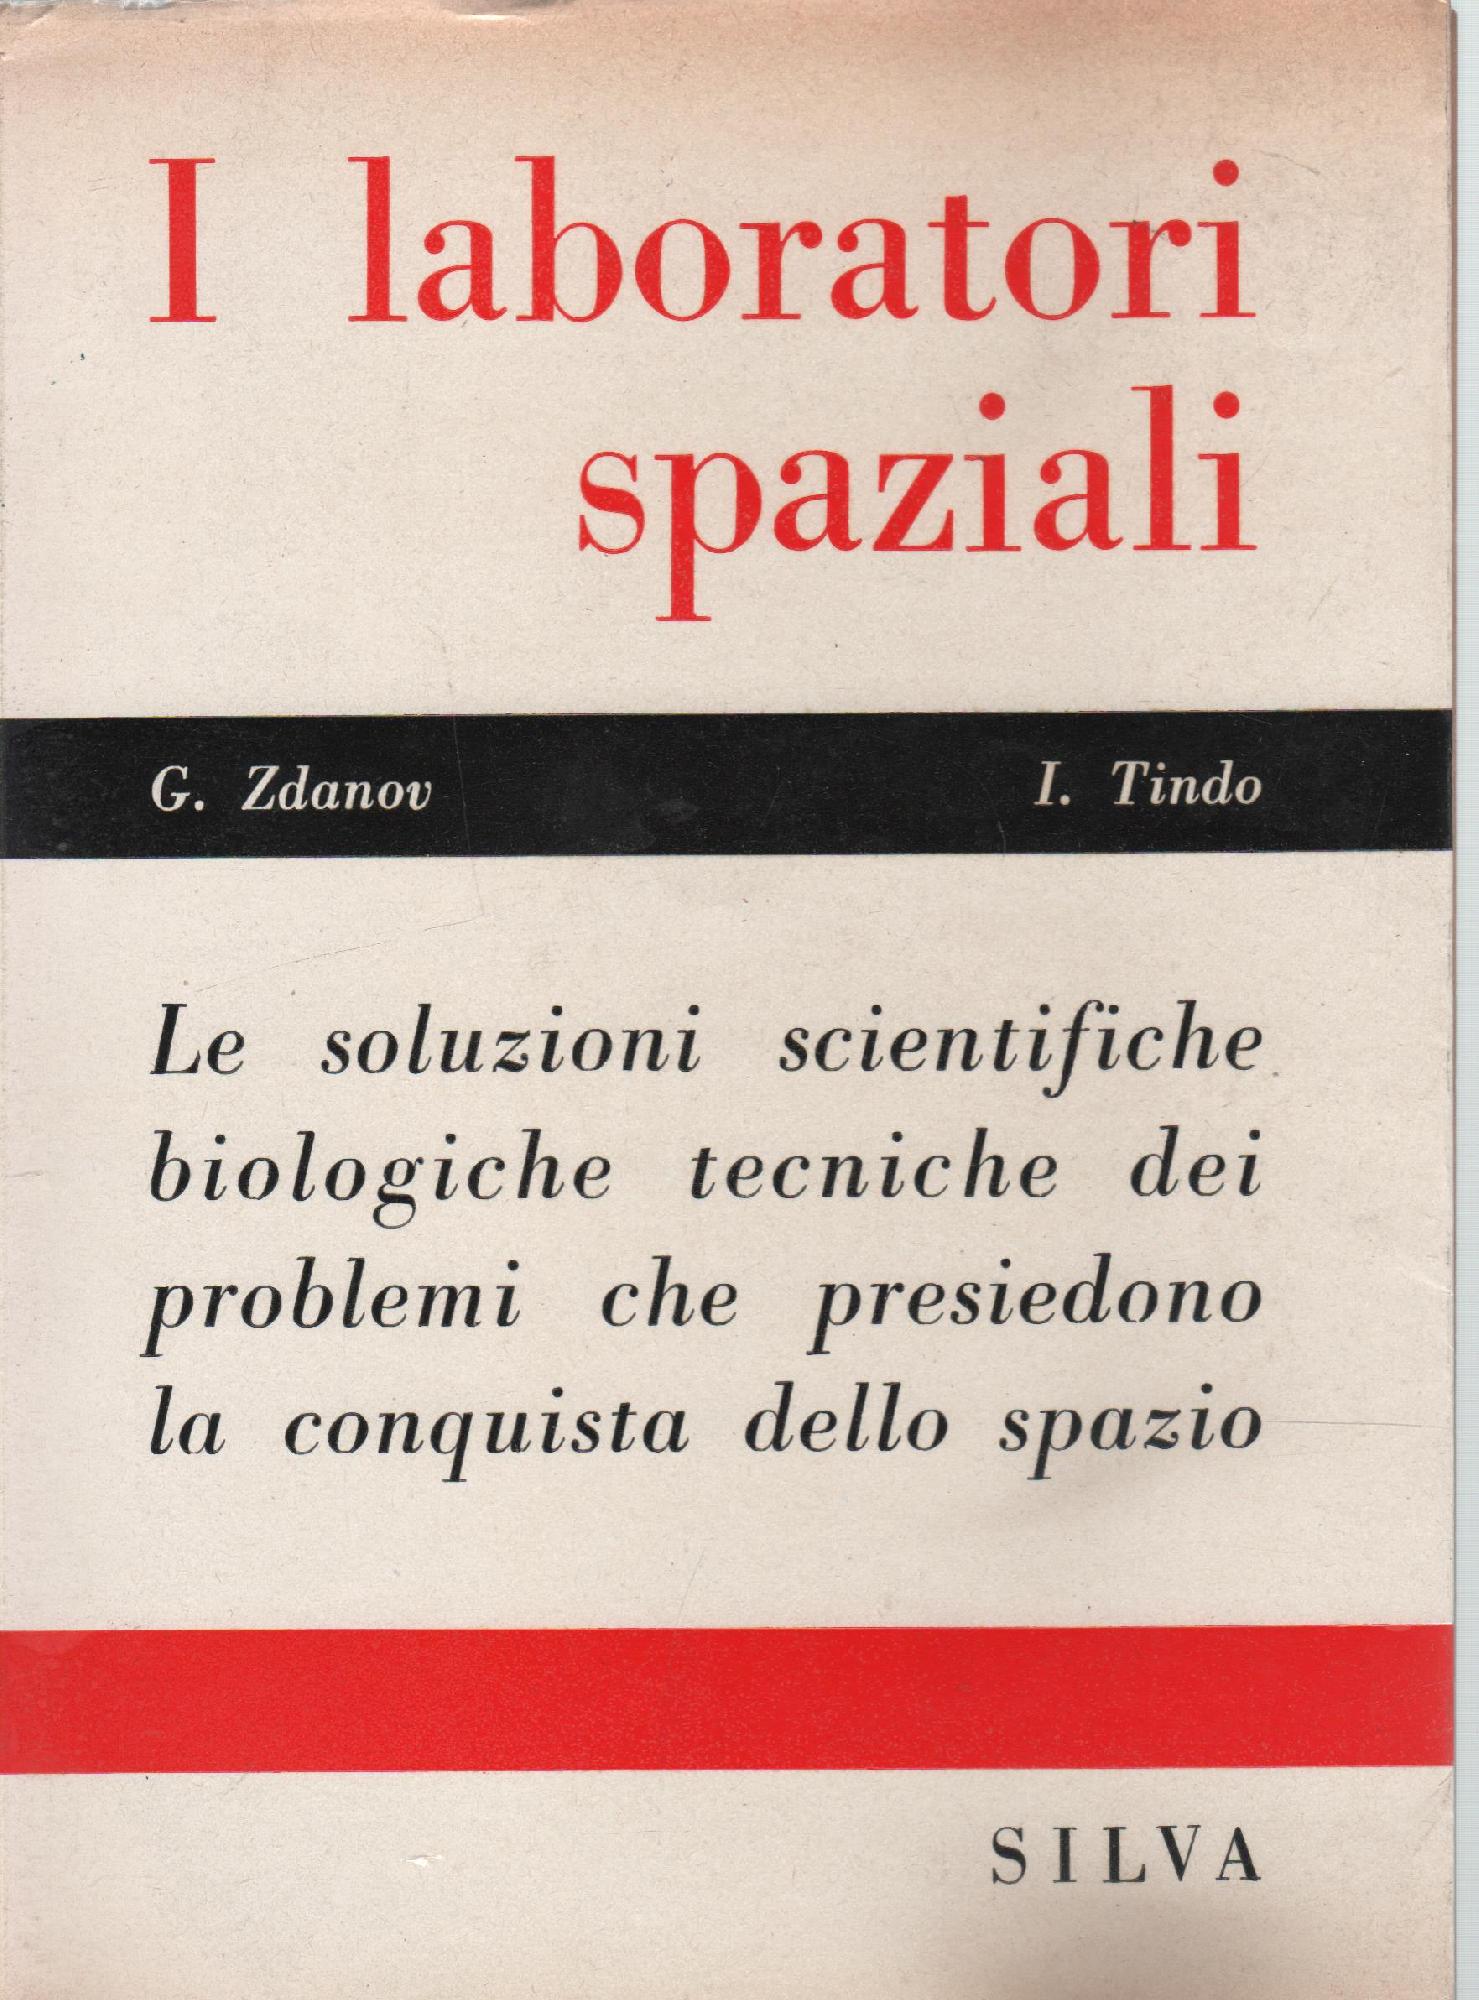 I laboratori
spaziali
G. Zdanov I. Tindo
Le soluzioni scientifiche
biologiche tecniche dei
problemi che presiedono
la conquista dello spazio
SILVA